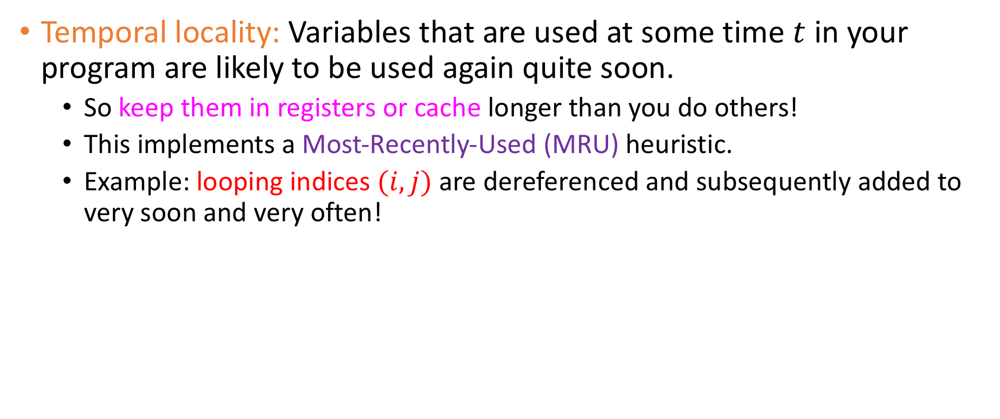 • Temporal locality: Variables that are used at some time t in your
program are likely to be used again quite soon.
• So keep them in registers or cache longer than you do others!
• This implements a Most-Recently-Used (MRU) heuristic.
• Example: looping indices (i, j) are dereferenced and subsequently added to
very soon and very often!